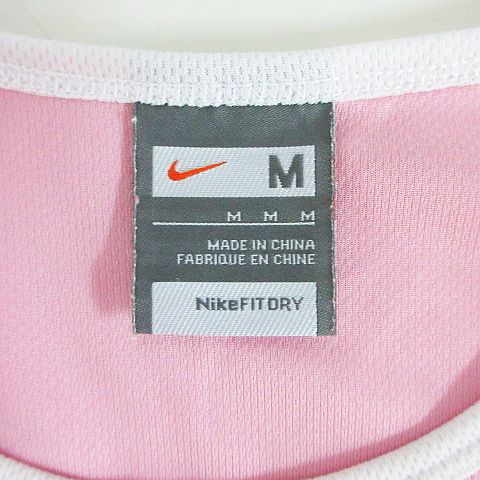 M
M M M
MADE IN CHINA
FABRIQUE EN CHINE
NikeFITDRY